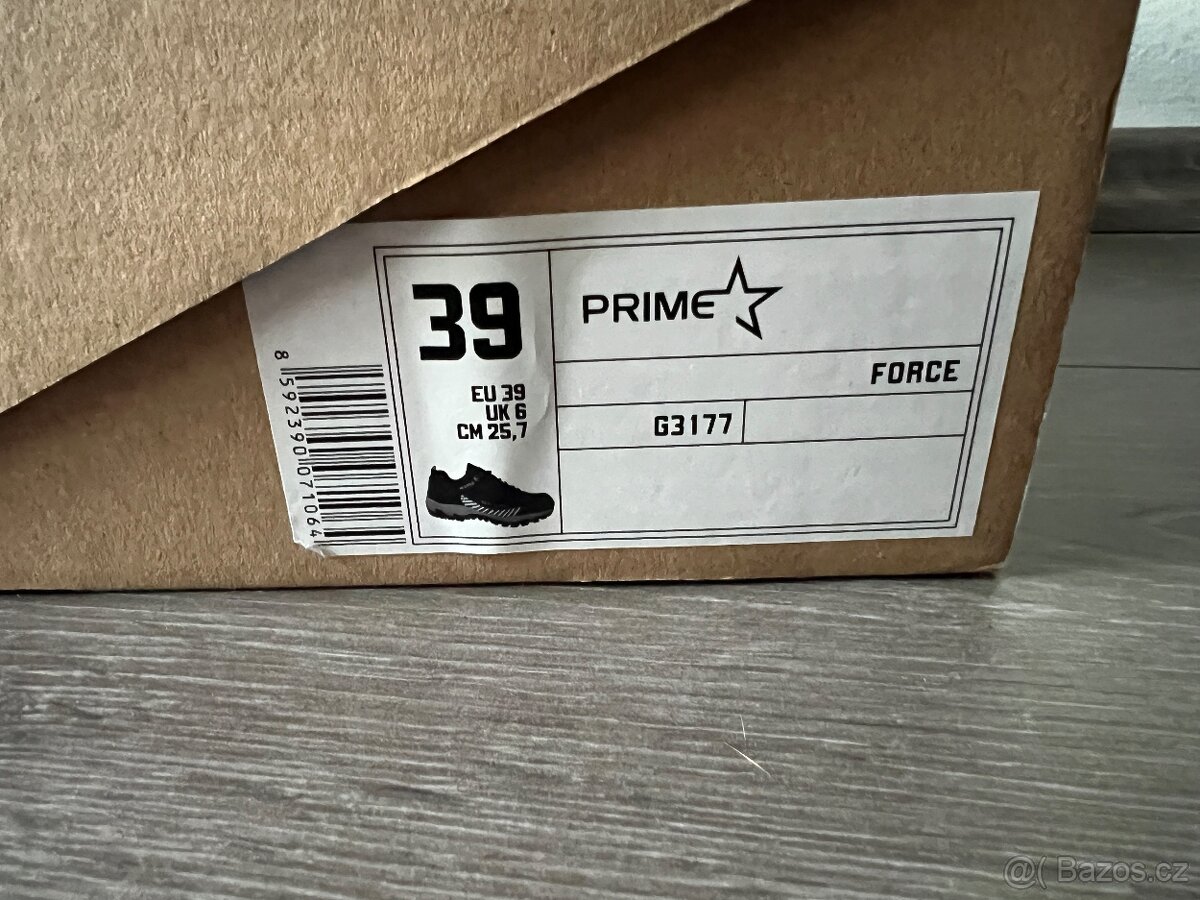 39
EU 39
UK 6
CM 25,7
8 592390 071064
PRIME
FORCE
G3177
@( Bazos.cz